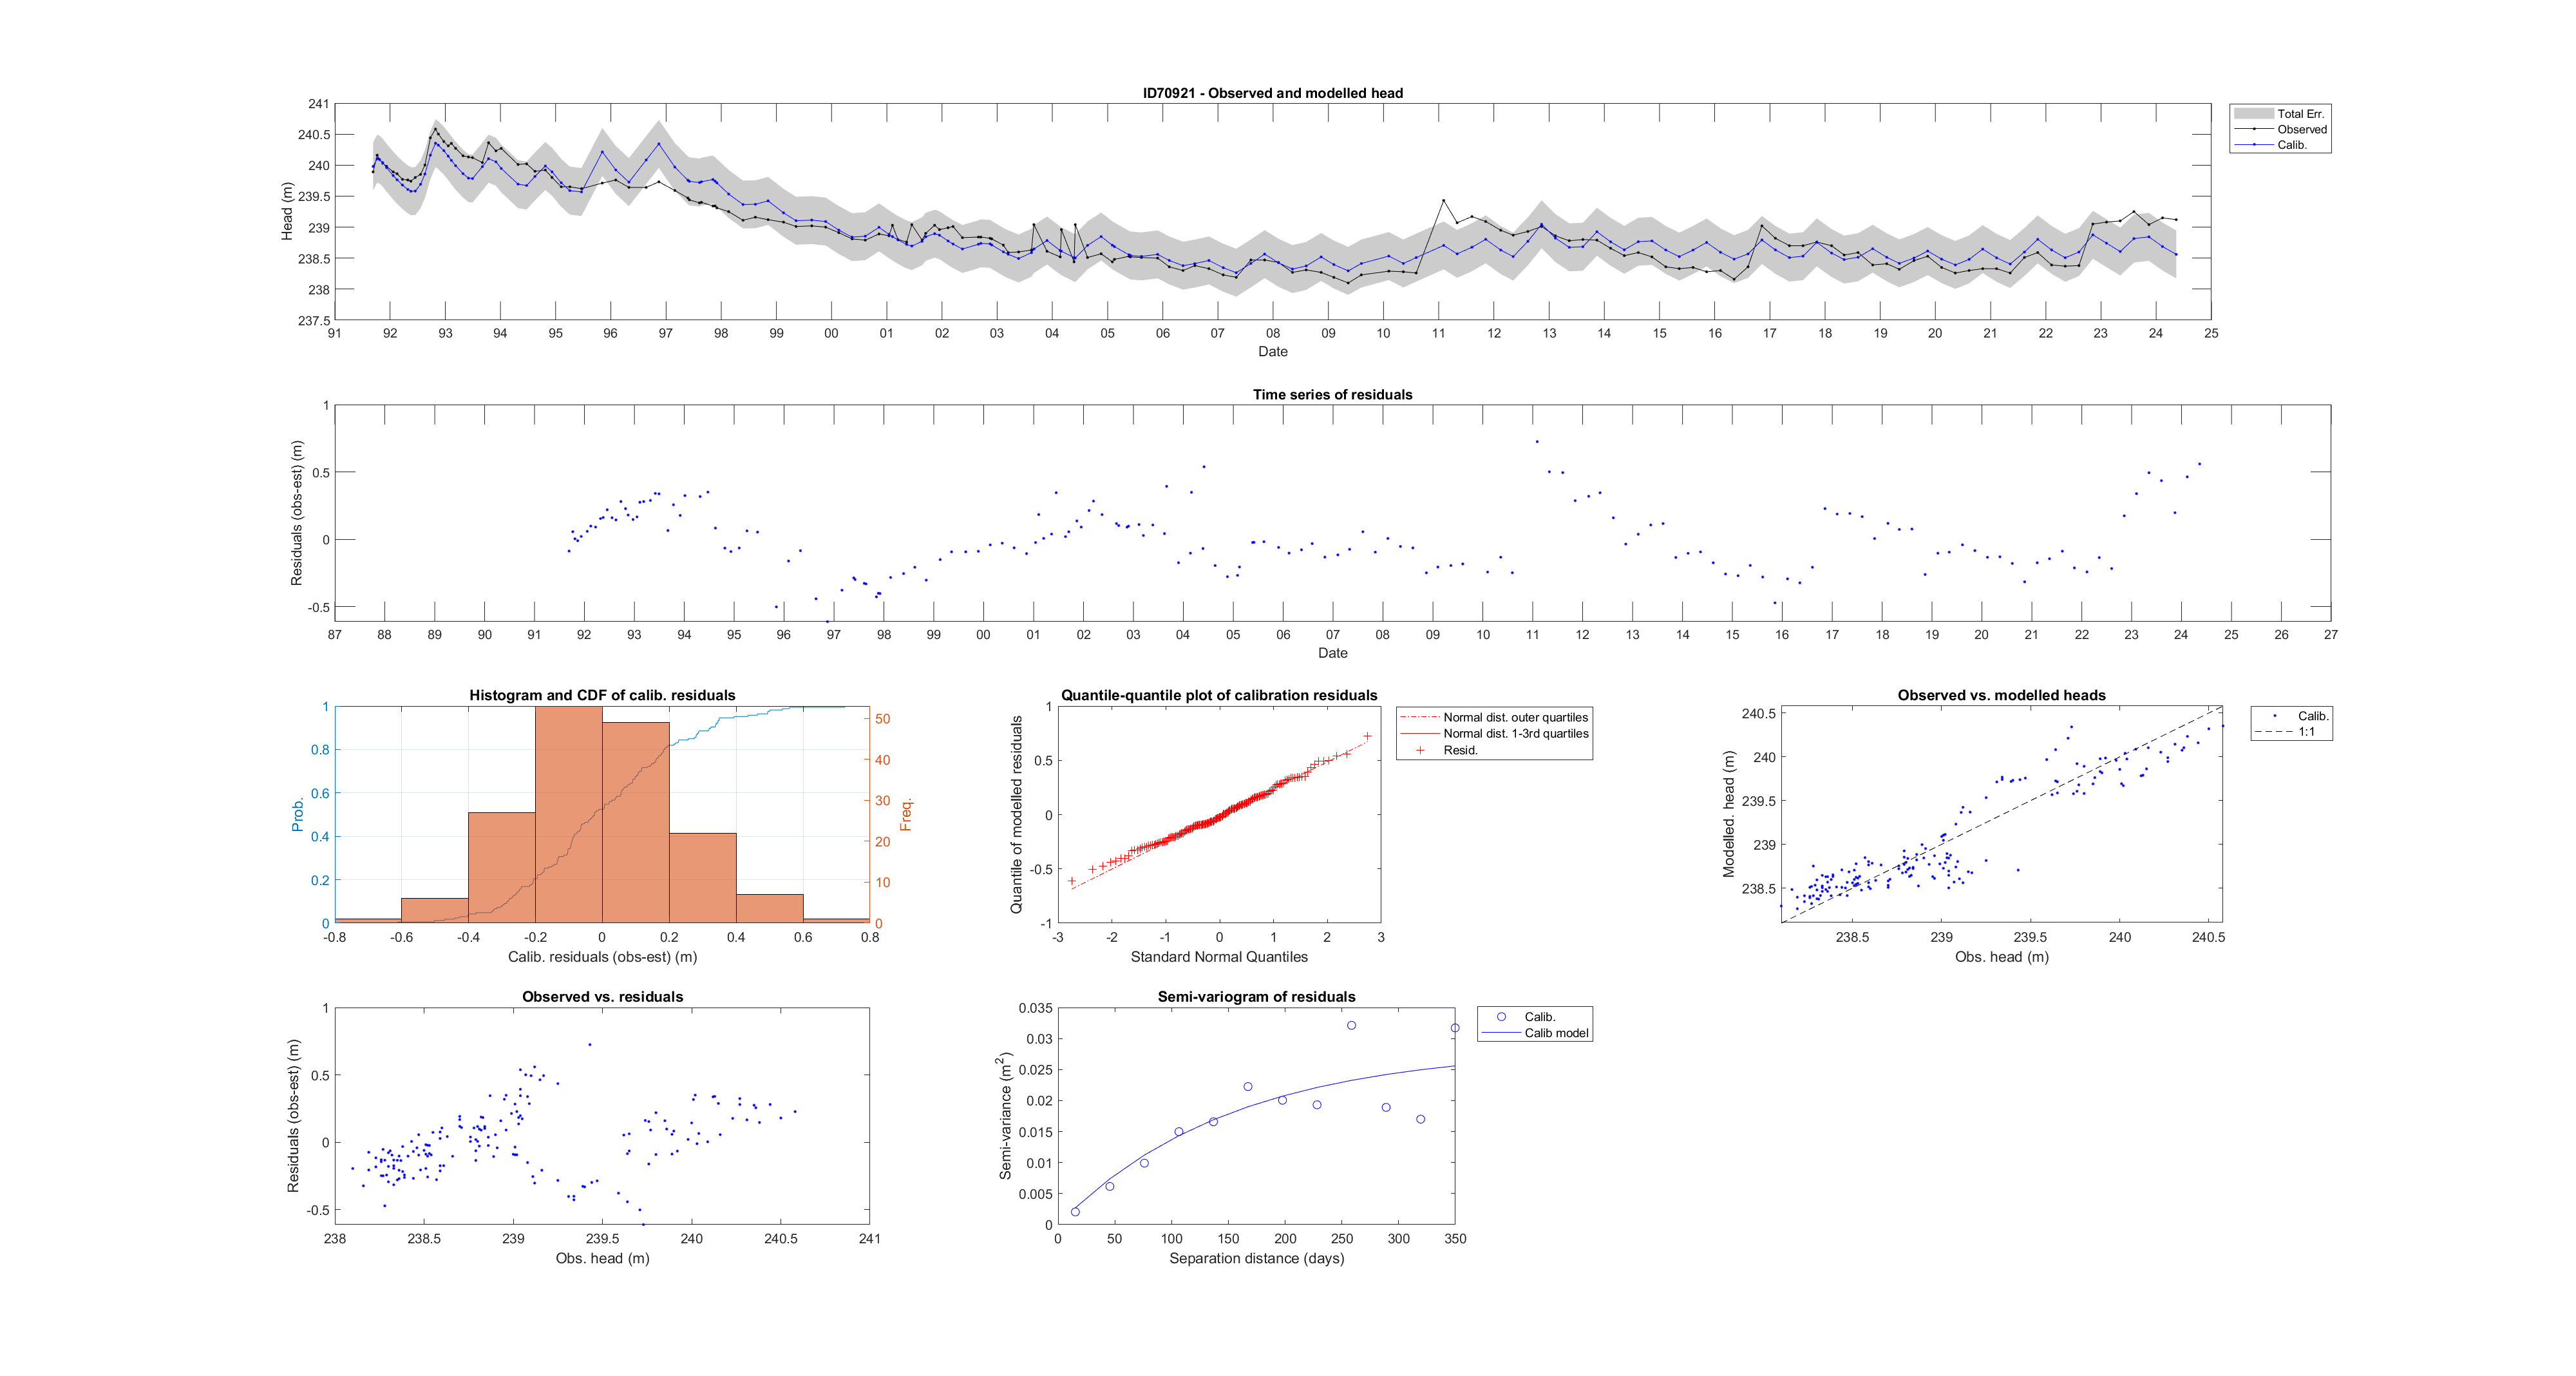 ID70921 - Observed and modelled head
241
240.5
240
239.5
239
238.5
238
237.5
Head (m)
91 92 93 94 95 96 97 98 99 00 01 02 03 04 05 06 07 08 09 10 11 12 13 14 15 16 17 18 19 20 21 22 23 24 25
Date
Total Err.
Observed
Calib.
Time series of residuals
1
0.5
0
-0.5
Residuals (obs-est) (m)
87 88 89 90 91 92 93 94 95 96 97 98 99 00 01 02 03 04 05 06 07 08 09 10 11 12 13 14 15 16 17 18 19 20 21 22 23 24 25 26 27
Date
Histogram and CDF of calib. residuals
1
0.8
0.6
0.4
0.2
0
Prob.
50
40
30
20
10
0
Freq.
-0.8 -0.6 -0.4 -0.2 0 0.2 0.4 0.6 0.8
Calib. residuals (obs-est) (m)
Quantile-quantile plot of calibration residuals
1
0.5
0
-0.5
-1
Quantile of modelled residuals
-3 -2 -1 0 1 2 3
Standard Normal Quantiles
Normal dist. outer quartiles
Normal dist. 1-3rd quartiles
Resid.
Observed vs. modelled heads
240.5
240
239.5
239
238.5
Modelled. head (m)
238.5 239 239.5 240 240.5
Obs. head (m)
Calib.
1:1
Observed vs. residuals
1
0.5
0
-0.5
Residuals (obs-est) (m)
238 238.5 239 239.5 240 240.5 241
Obs. head (m)
Semi-variogram of residuals
0.035
0.03
0.025
0.02
0.015
0.01
0.005
0
Semi-variance (m²)
0 50 100 150 200 250 300 350
Separation distance (days)
Calib.
Calib model